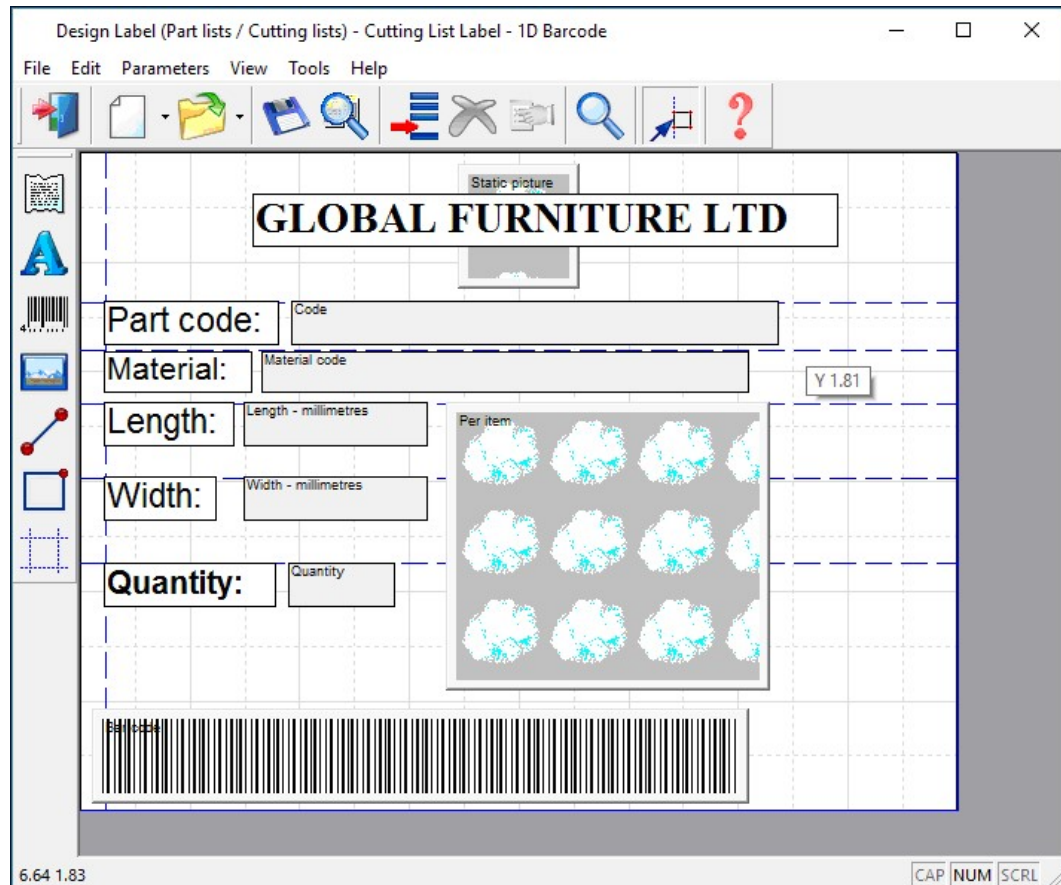 Design Label (Part lists / Cutting lists) - Cutting List Label - 1D Barcode
File Edit Parameters View Tools Help
Static picture
GLOBAL FURNITURE LTD
Part code: Code
Material: Material code
Y 1.81
Length: Length - millimetres
Per item
Width: Width - millimetres
Quantity: Quantity
Bar code
6.64 1.83
CAP NUM SCRL